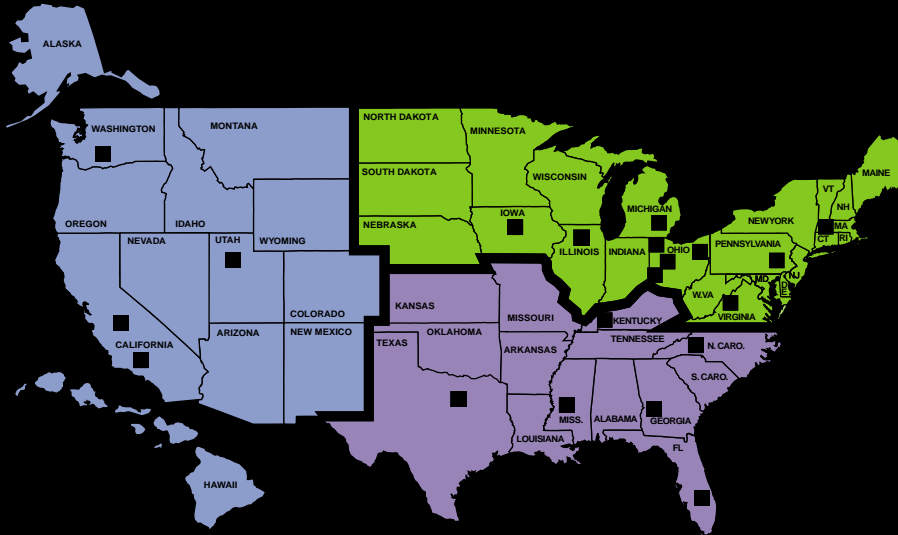 ALASKA
WASHINGTON
MONTANA
NORTH DAKOTA
MINNESOTA
MAINE
SOUTH DAKOTA
WISCONSIN
VT
NH
MICHIGAN
OREGON
IDAHO
NEBRASKA
IOWA
NEWYORK
MA
NEVADA
UTAH
WYOMING
ILLINOIS
INDIANA
OHIO
PENNSYLVANIA
CT
RI
MD
NJ
D
E
W.VA
COLORADO
KANSAS
MISSOURI
KENTUCKY
VIRGINIA
CALIFORNIA
ARIZONA
NEW MEXICO
TEXAS
OKLAHOMA
ARKANSAS
TENNESSEE
N. CARO.
S. CARO.
MISS.
ALABAMA
GEORGIA
LOUISIANA
FL
HAWAII